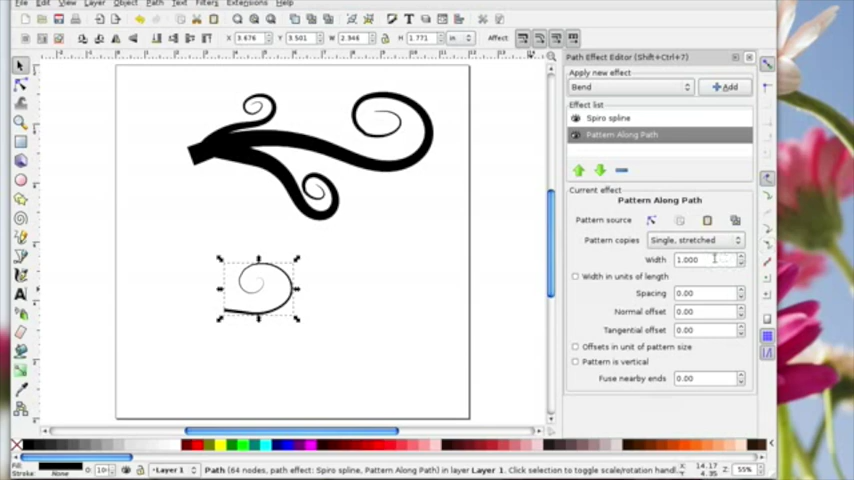 File Edit View Layer Object Path Text Filters Extensions Help
X 3.676 Y 3.501 W 2.946 H 1.771 in Affect:
Path Effect Editor (Shift+Ctrl+7)
Apply new effect
Bend Add
Effect list
Spiro spline
Pattern Along Path
Current effect
Pattern Along Path
Pattern source
Pattern copies Single, stretched
Width 1.000
Width in units of length
Spacing 0.00
Normal offset 0.00
Tangential offset 0.00
Offsets in unit of pattern size
Pattern is vertical
Fuse nearby ends 0.00
Fill:
Stroke: None
O:
Layer 1
Path (64 nodes, path effect: Spiro spline, Pattern Along Path) in layer Layer 1. Click selection to toggle scale/rotation handl
X: 14.17
Y: 4.35
Z: 55%